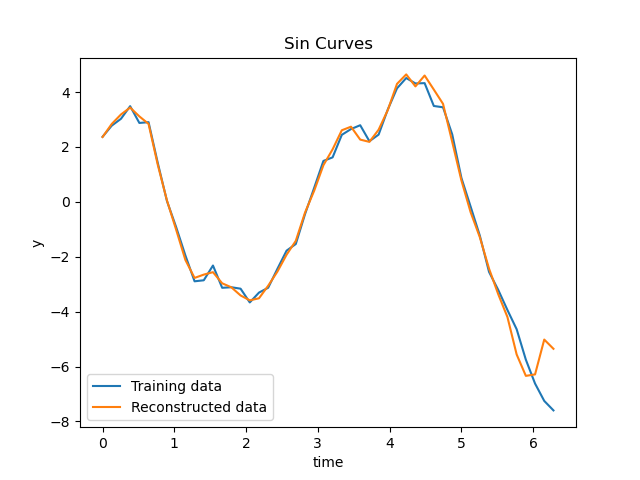 Sin Curves
y
4
2
0
−2
−4
−6
−8
Training data
Reconstructed data
0 1 2 3 4 5 6
time